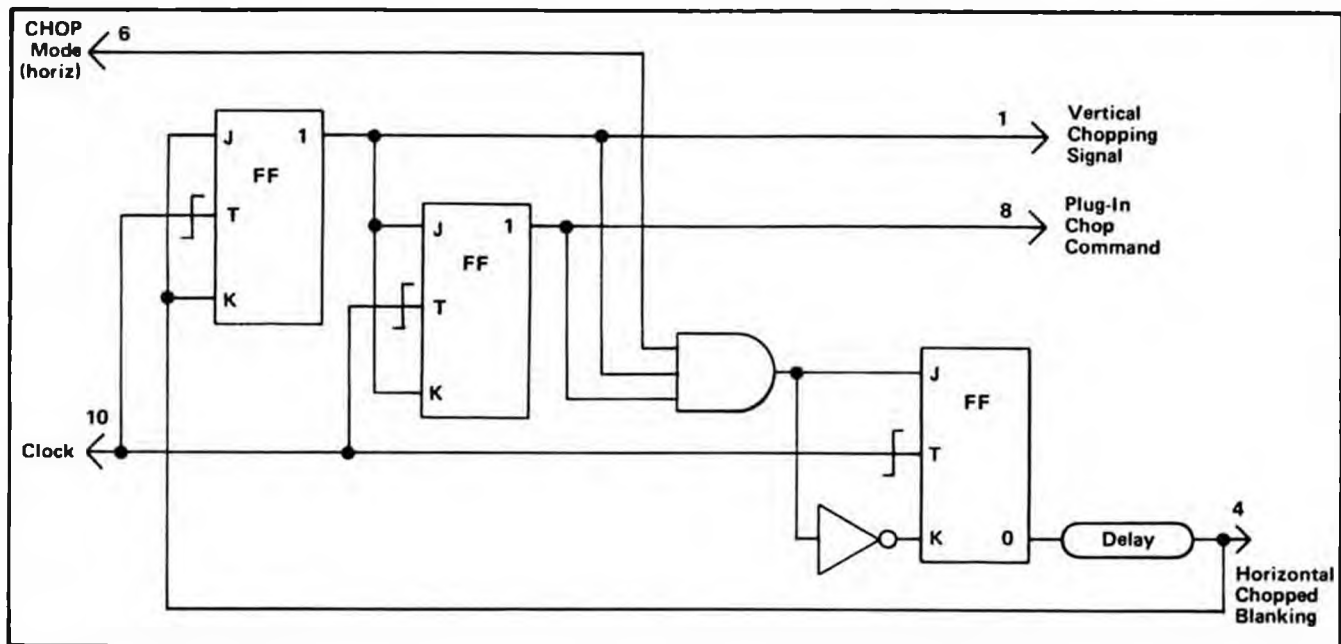 CHOP
Mode
(horiz)
6
J
1
FF
T
K
1
Vertical
Chopping
Signal
J
1
FF
T
K
8
Plug-In
Chop
Command
10
Clock
J
FF
T
K
0
Delay
4
Horizontal
Chopped
Blanking